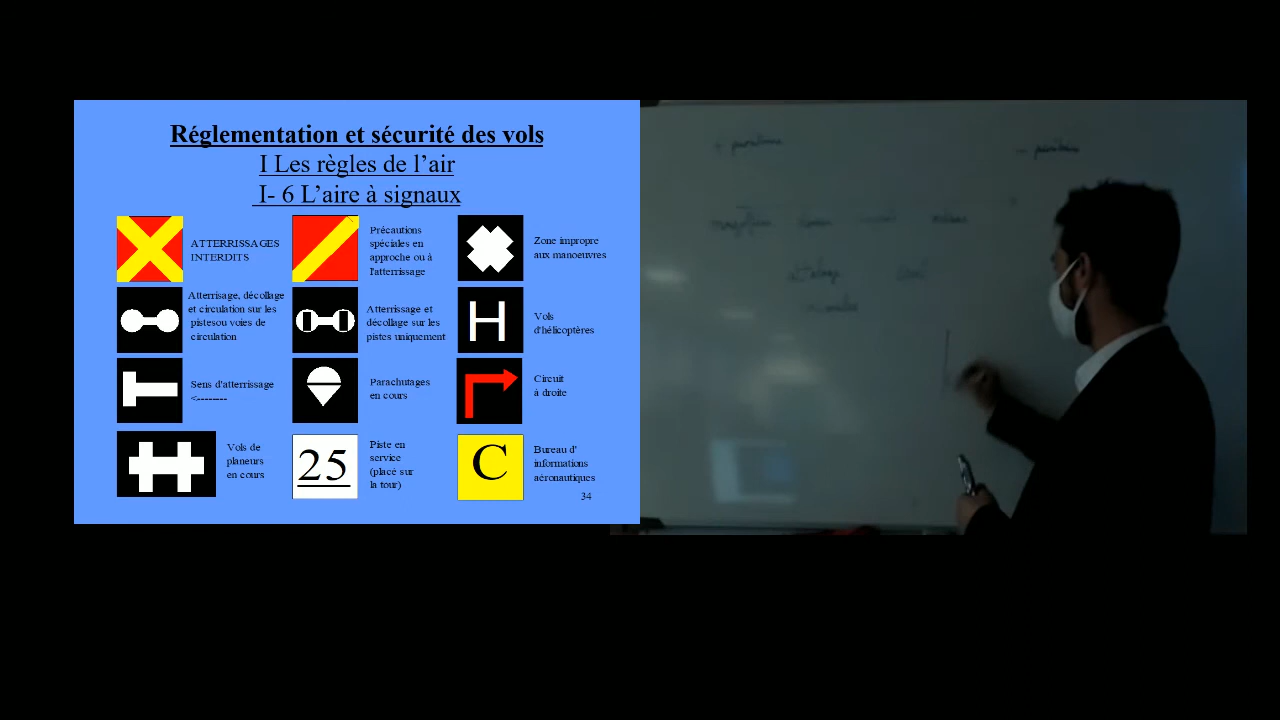 Réglementation et sécurité des vols
I Les règles de l'air
I- 6 L'aire à signaux
ATTERRISSAGES
INTERDITS
Précautions
spéciales en
approche ou à
l'atterrissage
Zone impropre
aux manoeuvres
Atterrisage, décollage
et circulation sur les
pistesou voies de
circulation
Atterrissage et
décollage sur les
pistes uniquement
H
Vols
d'hélicoptères
Sens d'atterrissage
<--------
Parachutages
en cours
Circuit
à droite
Vols de
planeurs
en cours
25
Piste en
service
(placé sur
la tour)
C
Bureau d'
informations
aéronautiques
34